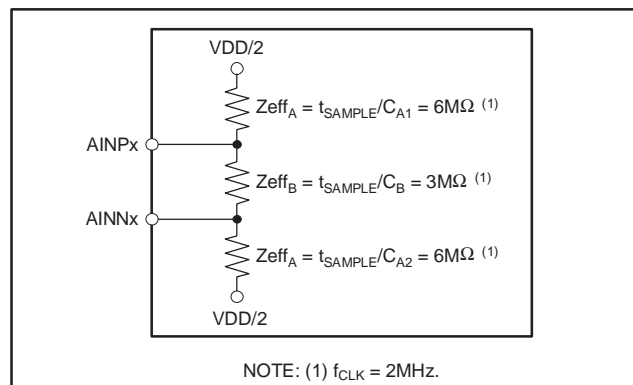 VDD/2
Zeff_A = t_SAMPLE/C_A1 = 6MΩ (1)
AINPx
Zeff_B = t_SAMPLE/C_B = 3MΩ (1)
AINNx
Zeff_A = t_SAMPLE/C_A2 = 6MΩ (1)
VDD/2
NOTE: (1) f_CLK = 2MHz.